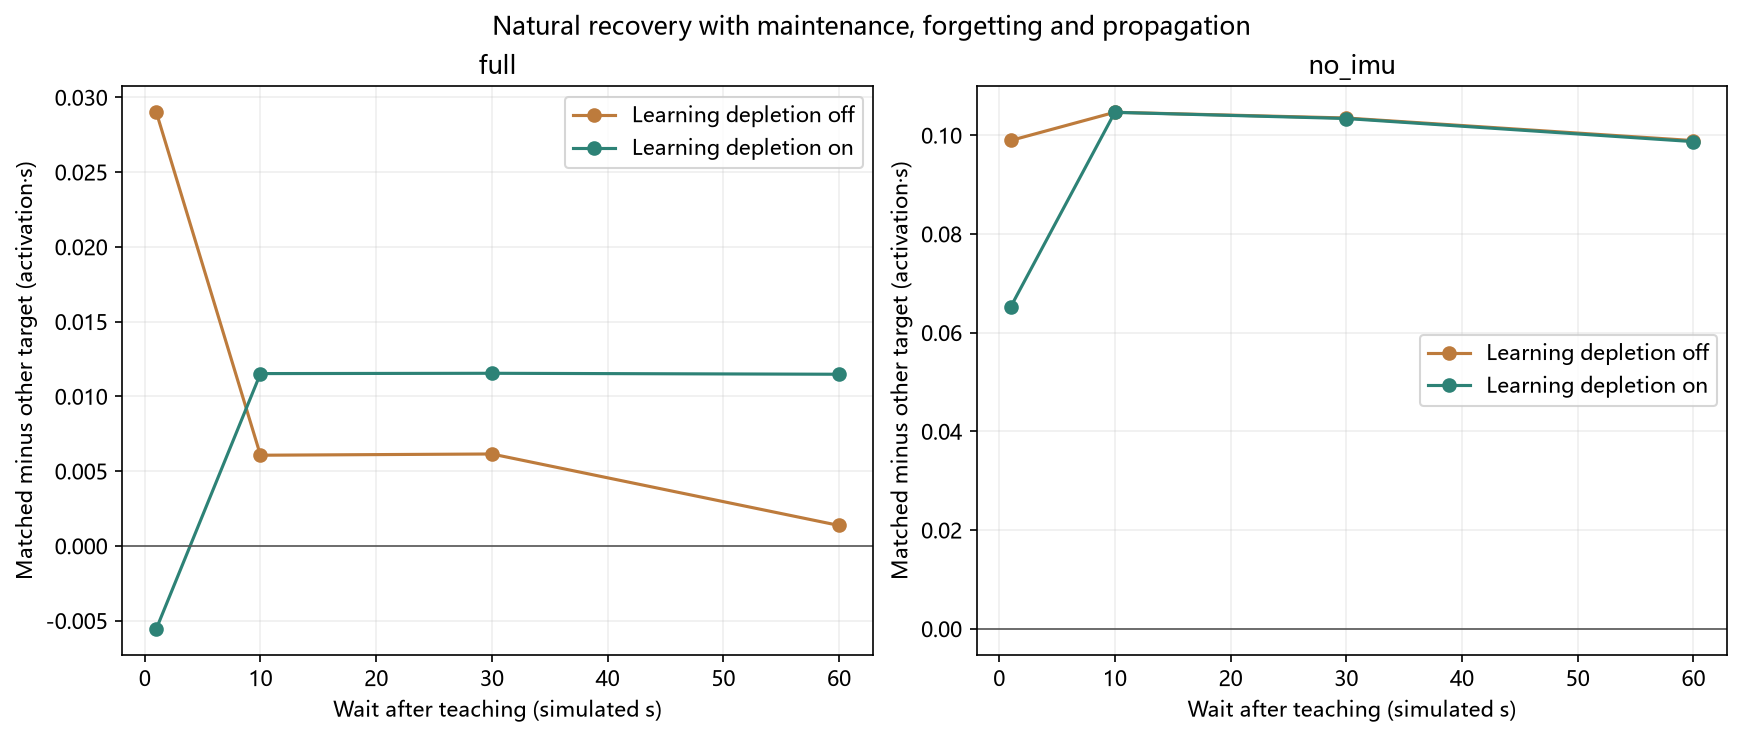 Natural recovery with maintenance, forgetting and propagation
full
Matched minus other target (activation·s)
0.030
0.025
0.020
0.015
0.010
0.005
0.000
-0.005
Learning depletion off
Learning depletion on
0
10
20
30
40
50
60
Wait after teaching (simulated s)
no_imu
Matched minus other target (activation·s)
0.10
0.08
0.06
0.04
0.02
0.00
Learning depletion off
Learning depletion on
0
10
20
30
40
50
60
Wait after teaching (simulated s)